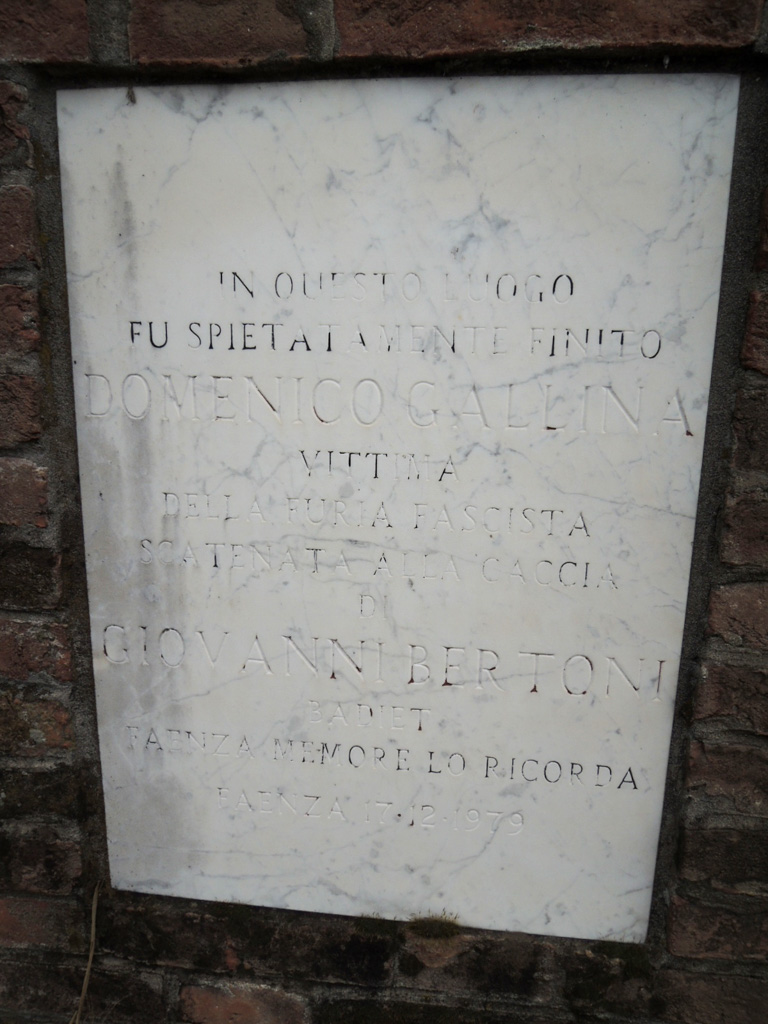 IN QUESTO LUOGO
FU SPIETATAMENTE FINITO
DOMENICO GALLINA
VITTIMA
DELLA FURIA FASCISTA
SCATENATA ALLA CACCIA
DI
GIOVANNI BERTONI
BADIET
FAENZA MEMORE LO RICORDA
FAENZA 17·12·1979